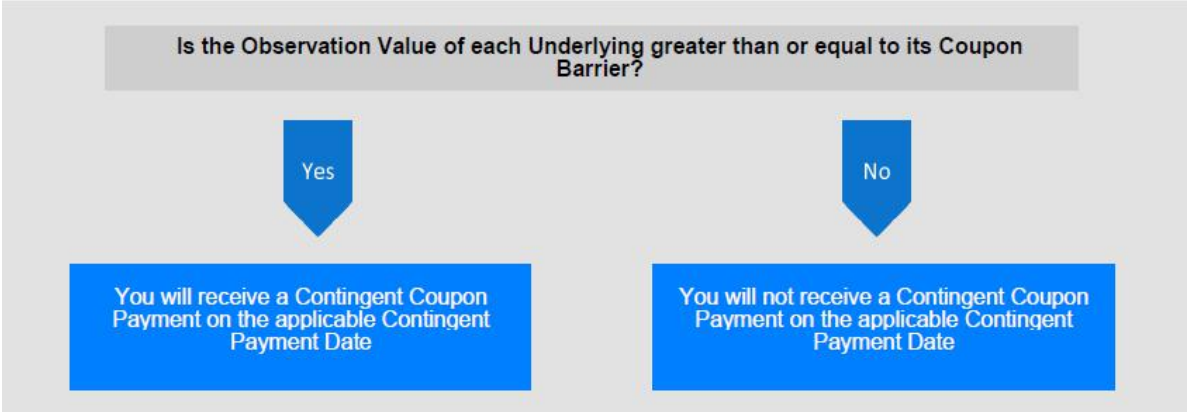 Is the Observation Value of each Underlying greater than or equal to its Coupon
Barrier?
Yes
No
You will receive a Contingent Coupon
Payment on the applicable Contingent
Payment Date
You will not receive a Contingent Coupon
Payment on the applicable Contingent
Payment Date